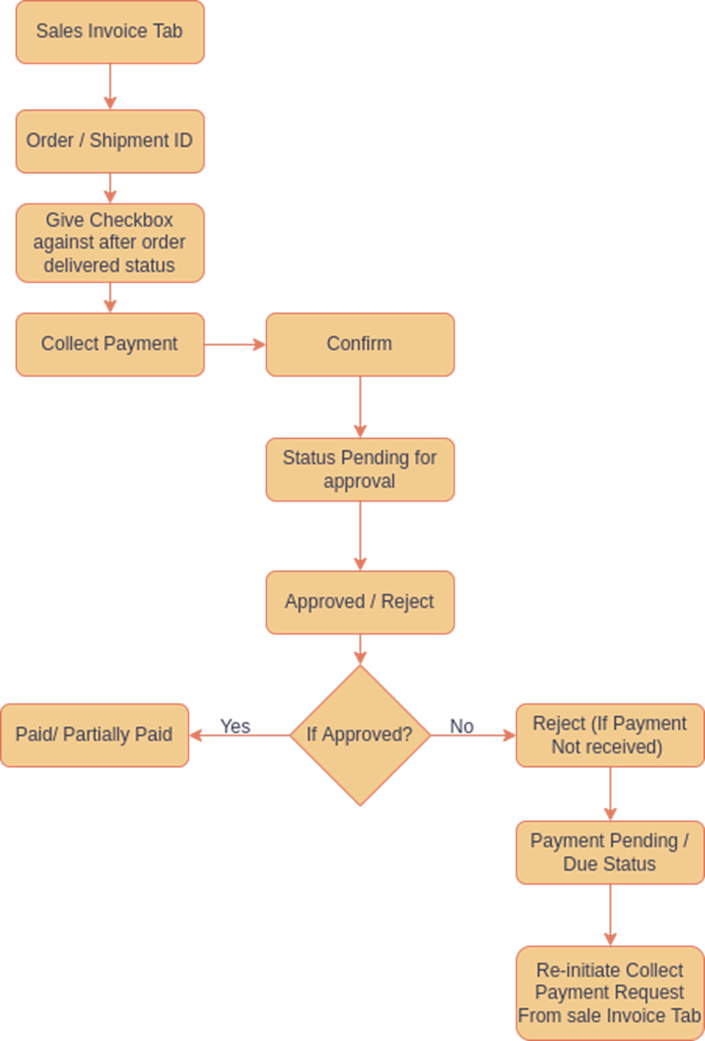 Sales Invoice Tab
Order / Shipment ID
Give Checkbox
against after order
delivered status
Collect Payment
Confirm
Status Pending for
approval
Approved / Reject
If Approved?
Yes
No
Paid/ Partially Paid
Reject (If Payment
Not received)
Payment Pending /
Due Status
Re-initiate Collect
Payment Request
From sale Invoice Tab